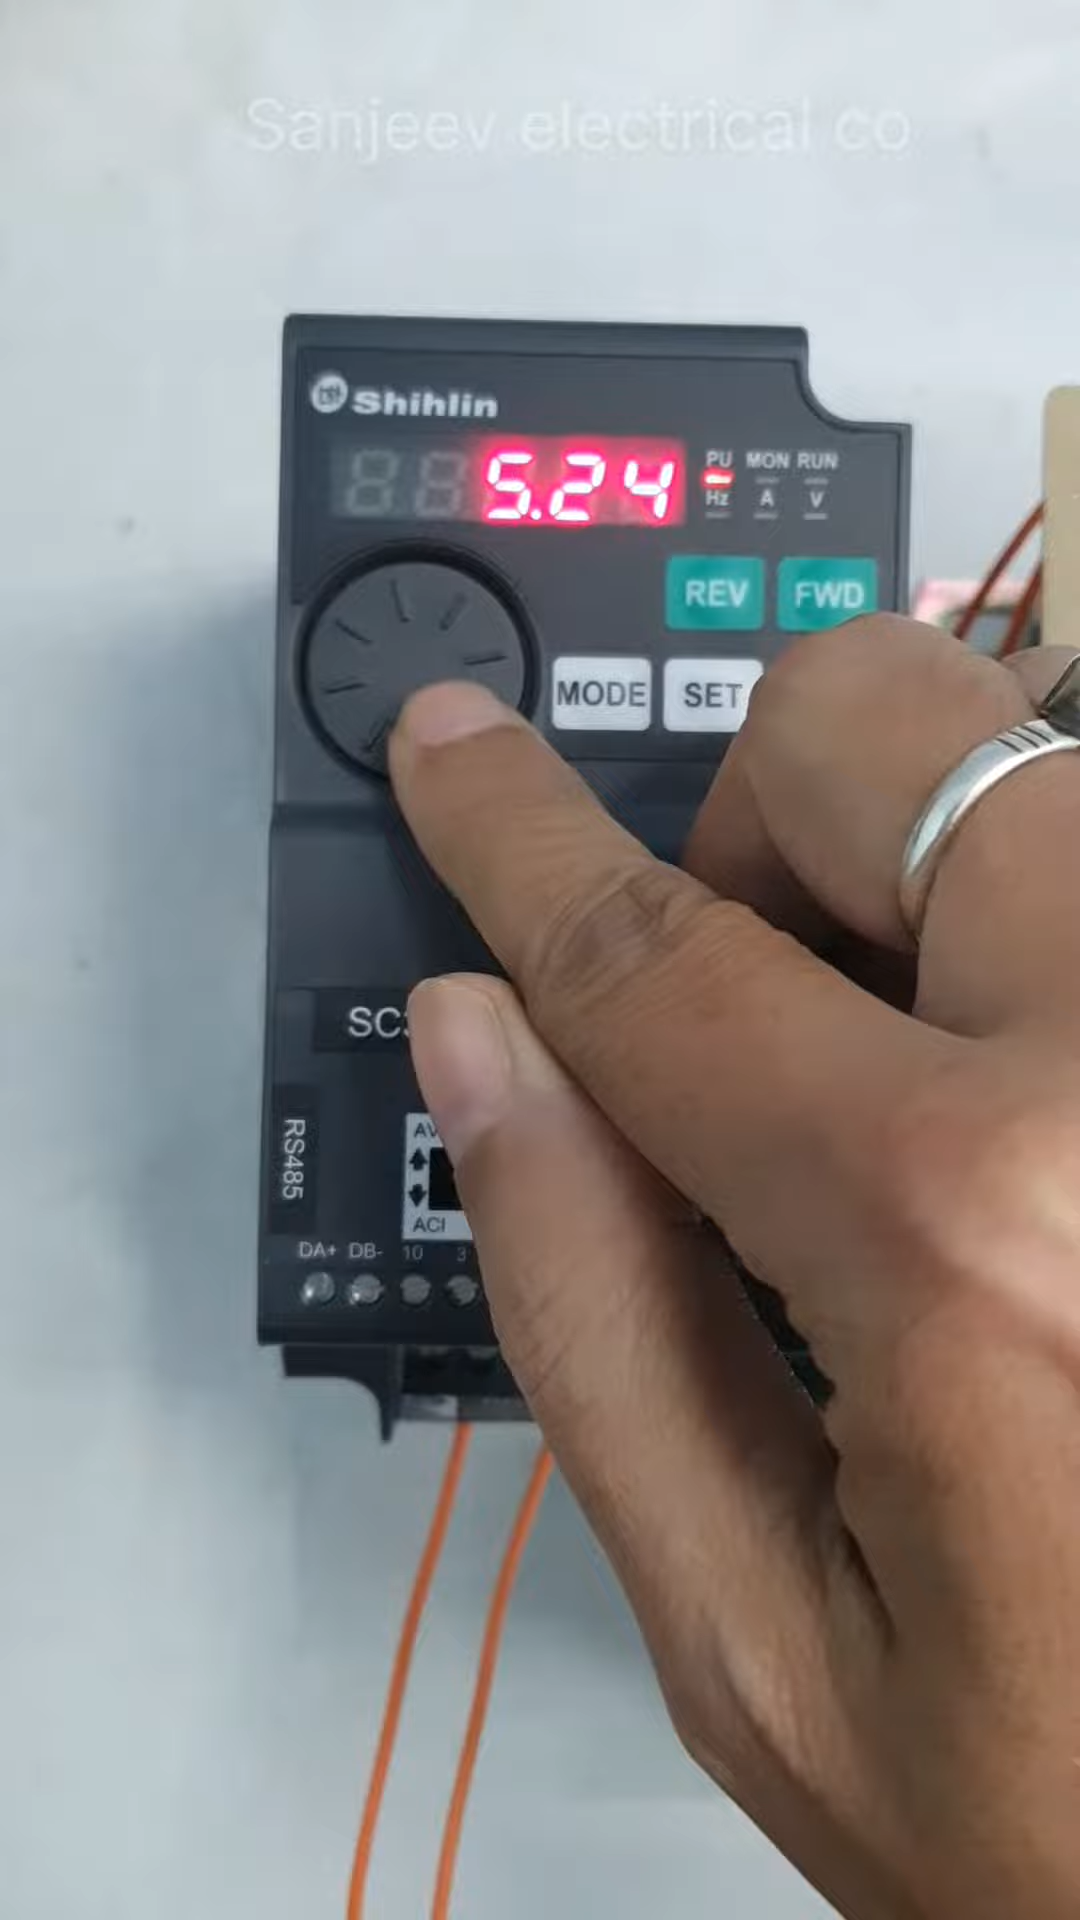 Sanjeev electrical co
Shihlin
5.24
PU MON RUN
Hz A V
REV FWD
MODE SET
RS485
ACI
DA+ DB- 10 3